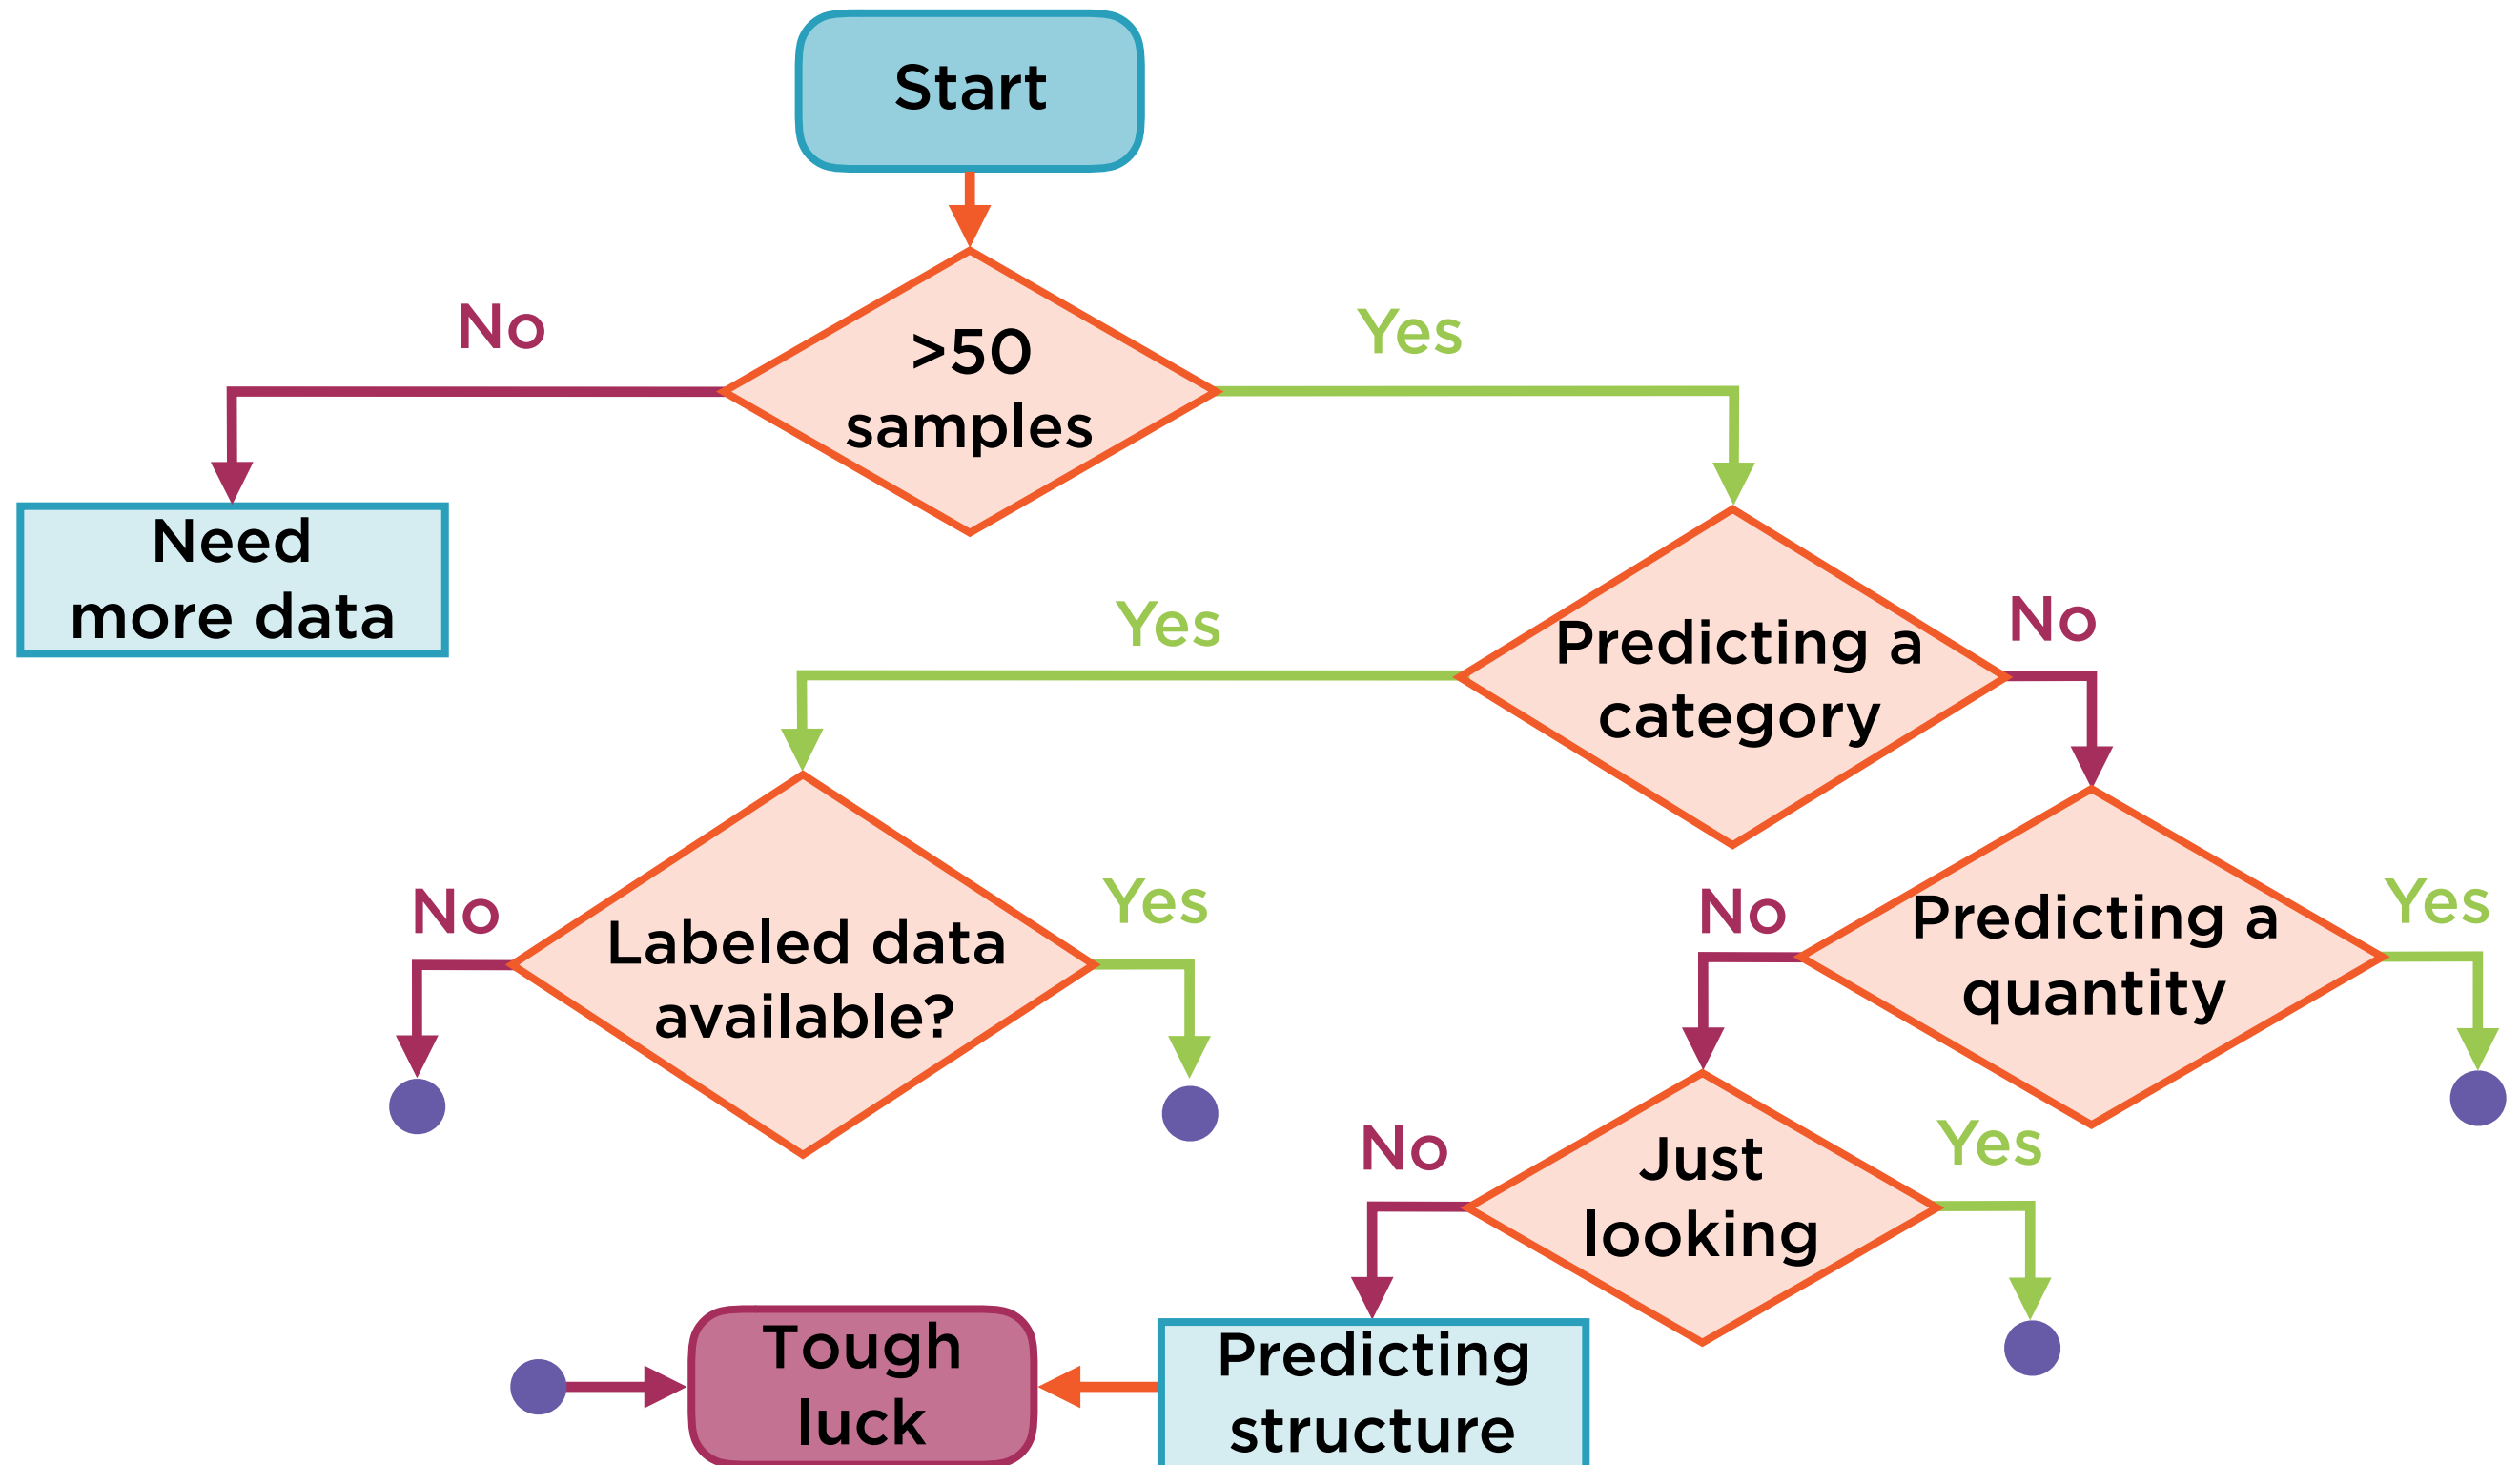 Start
No
Yes
>50
samples
Need
more data
Yes
No
Predicting a
category
No
Yes
No
Yes
Labeled data
available?
Predicting a
quantity
No
Yes
Just
looking
Tough
luck
Predicting
structure